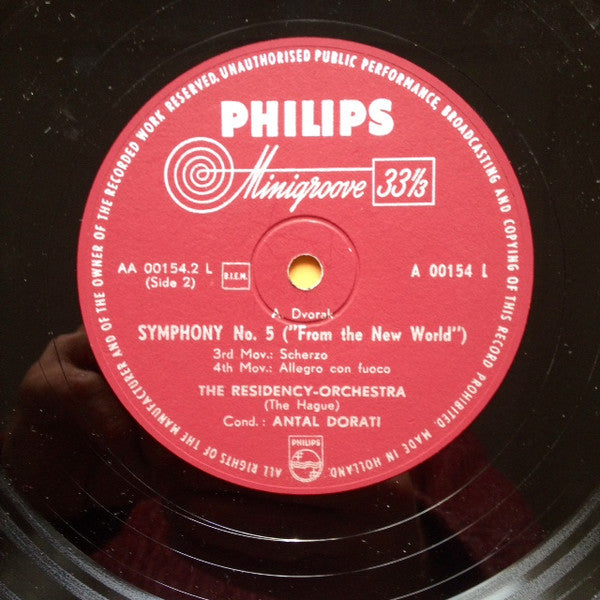 ALL RIGHTS OF THE MANUFACTURER AND OF THE OWNER OF THE RECORDED WORK RESERVED. UNAUTHORISED PUBLIC PERFORMANCE, BROADCASTING AND COPYING OF THIS RECORD PROHIBITED. MADE IN HOLLAND.
PHILIPS
Minigroove 33⅓
AA 00154.2 L B.I.E.M. A 00154 L
(Side 2)
A. Dvorak
SYMPHONY No. 5 ("From the New World")
3rd Mov.: Scherzo
4th Mov.: Allegro con fuoco
THE RESIDENCY-ORCHESTRA
(The Hague)
Cond.: ANTAL DORATI
PHILIPS